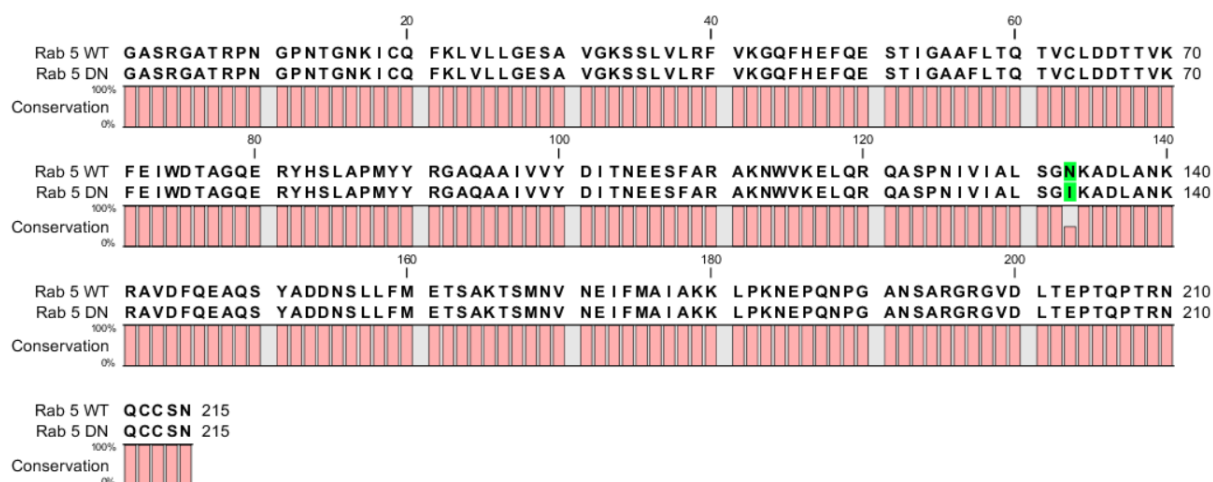 20 40 60
Rab 5 WT GASRGATRPN GPNTGNKICQ FKLVLLGESA VGKSSLVLRF VKGQFHEFQE STIGAAFLTQ TVCLDDTTVK 70
Rab 5 DN GASRGATRPN GPNTGNKICQ FKLVLLGESA VGKSSLVLRF VKGQFHEFQE STIGAAFLTQ TVCLDDTTVK 70
100%
Conservation
0%
80 100 120 140
Rab 5 WT FEIWDTAGQE RYHSLAPMYY RGAQAAIVVY DITNEESFAR AKNWVKELQR QASPNIVIAL SGNKADLANK 140
Rab 5 DN FEIWDTAGQE RYHSLAPMYY RGAQAAIVVY DITNEESFAR AKNWVKELQR QASPNIVIAL SGIKADLANK 140
100%
Conservation
0%
160 180 200
Rab 5 WT RAVDFQEAQS YADDNSLLFM ETSAKTSMNV NEIFMAIAKK LPKNEPQNPG ANSARGRGVD LTEPTQPTRN 210
Rab 5 DN RAVDFQEAQS YADDNSLLFM ETSAKTSMNV NEIFMAIAKK LPKNEPQNPG ANSARGRGVD LTEPTQPTRN 210
100%
Conservation
0%
Rab 5 WT QCCSN 215
Rab 5 DN QCCSN 215
100%
Conservation
0%